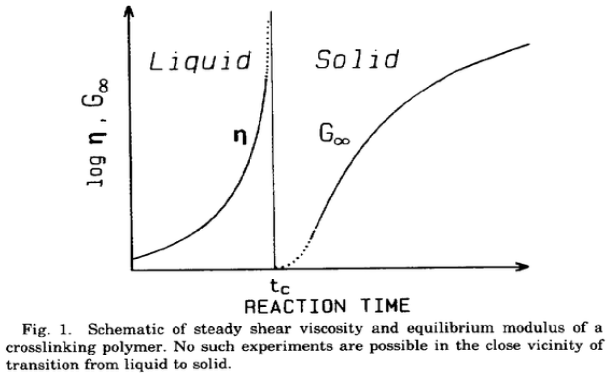 Liquid Solid
η G∞
log η, G∞
tc
REACTION TIME
Fig. 1. Schematic of steady shear viscosity and equilibrium modulus of a
crosslinking polymer. No such experiments are possible in the close vicinity of
transition from liquid to solid.